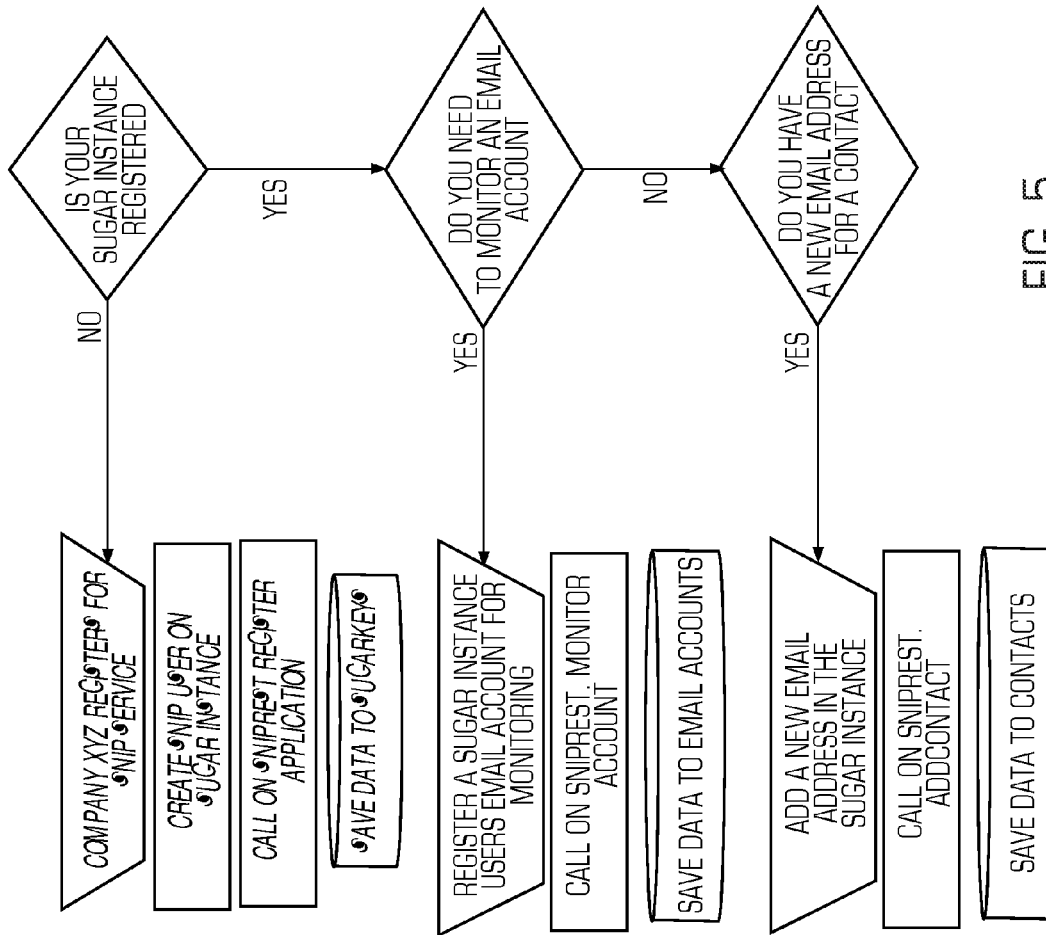 IS YOUR
SUGAR INSTANCE
REGISTERED
NO
YES
COMPANY XYZ REGISTERS FOR
SNIP SERVICE
CREATE SNIP USER ON
SUGAR INSTANCE
CALL ON SNIPREST REGISTER
APPLICATION
SAVE DATA TO SUGARKEYS
DO YOU NEED
TO MONITOR AN EMAIL
ACCOUNT
YES
NO
REGISTER A SUGAR INSTANCE
USERS EMAIL ACCOUNT FOR
MONITORING
CALL ON SNIPREST. MONITOR
ACCOUNT
SAVE DATA TO EMAIL ACCOUNTS
DO YOU HAVE
A NEW EMAIL ADDRESS
FOR A CONTACT
YES
ADD A NEW EMAIL
ADDRESS IN THE
SUGAR INSTANCE
CALL ON SNIPREST.
ADDCONTACT
SAVE DATA TO CONTACTS
FIG. 5